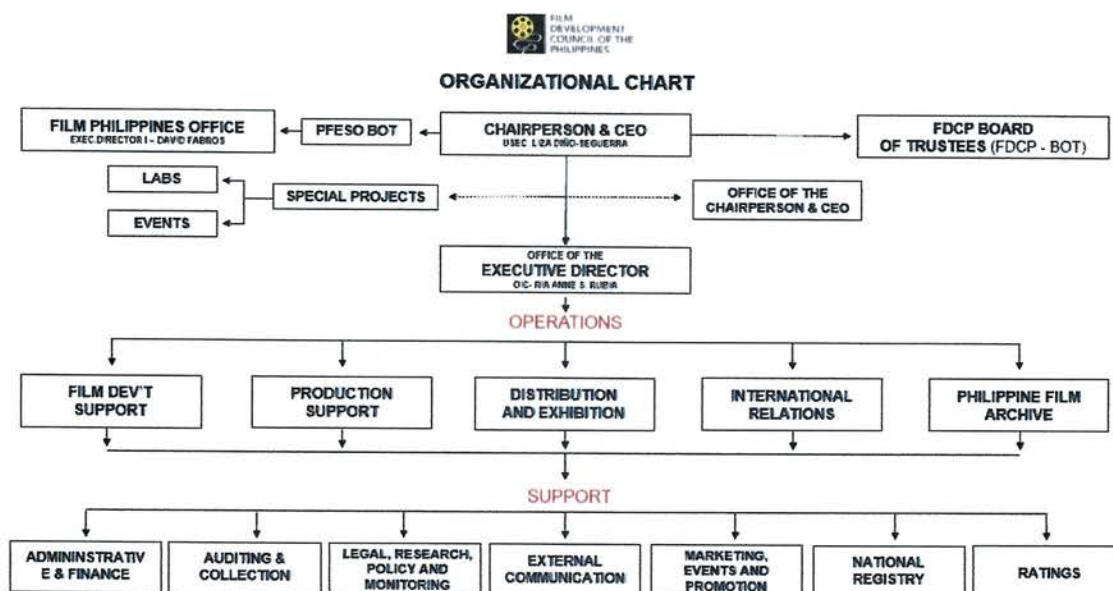 FILM
DEVELOPMENT
COUNCIL OF THE
PHILIPPINES
ORGANIZATIONAL CHART
FILM PHILIPPINES OFFICE
EXEC.DIRECTOR I – DAVID FABROS
PFESO BOT
CHAIRPERSON & CEO
USEC. LIZA DIÑO-SEGUERRA
FDCP BOARD
OF TRUSTEES (FDCP - BOT)
LABS
EVENTS
SPECIAL PROJECTS
OFFICE OF THE
CHAIRPERSON & CEO
OFFICE OF THE
EXECUTIVE DIRECTOR
OIC- RIA ANNE S. RUBIA
OPERATIONS
FILM DEV'T
SUPPORT
PRODUCTION
SUPPORT
DISTRIBUTION
AND EXHIBITION
INTERNATIONAL
RELATIONS
PHILIPPINE FILM
ARCHIVE
SUPPORT
ADMININSTRATIV
E & FINANCE
AUDITING &
COLLECTION
LEGAL, RESEARCH,
POLICY AND
MONITORING
EXTERNAL
COMMUNICATION
MARKETING,
EVENTS AND
PROMOTION
NATIONAL
REGISTRY
RATINGS